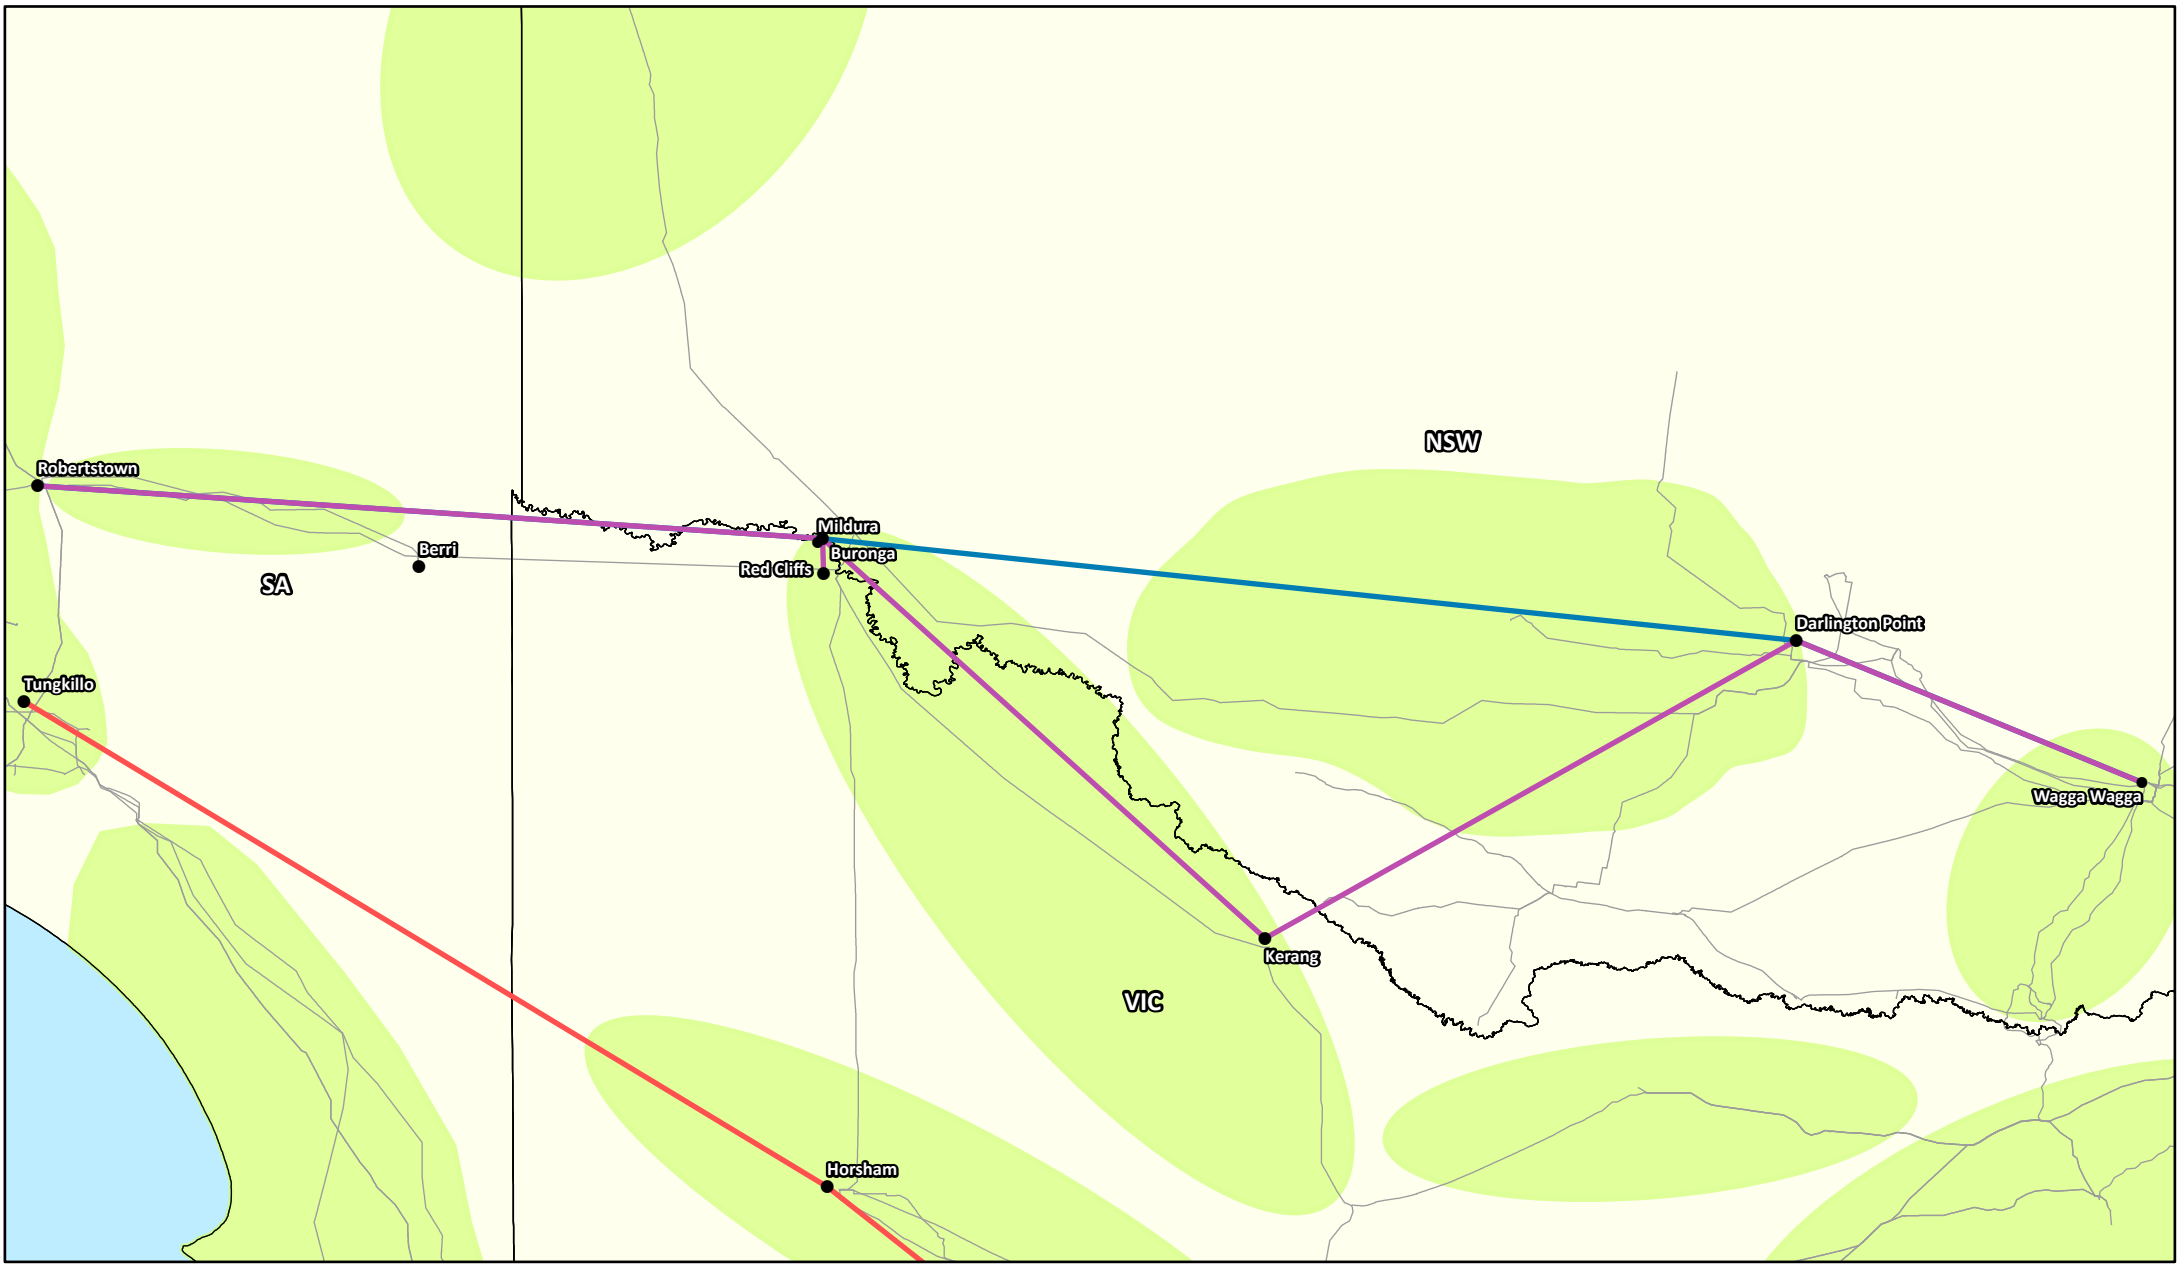 NSW
Robertstown
Mildura
Berri
Buronga
Red Cliffs
SA
Darlington Point
Tungkillo
Wagga Wagga
Kerang
VIC
Horsham